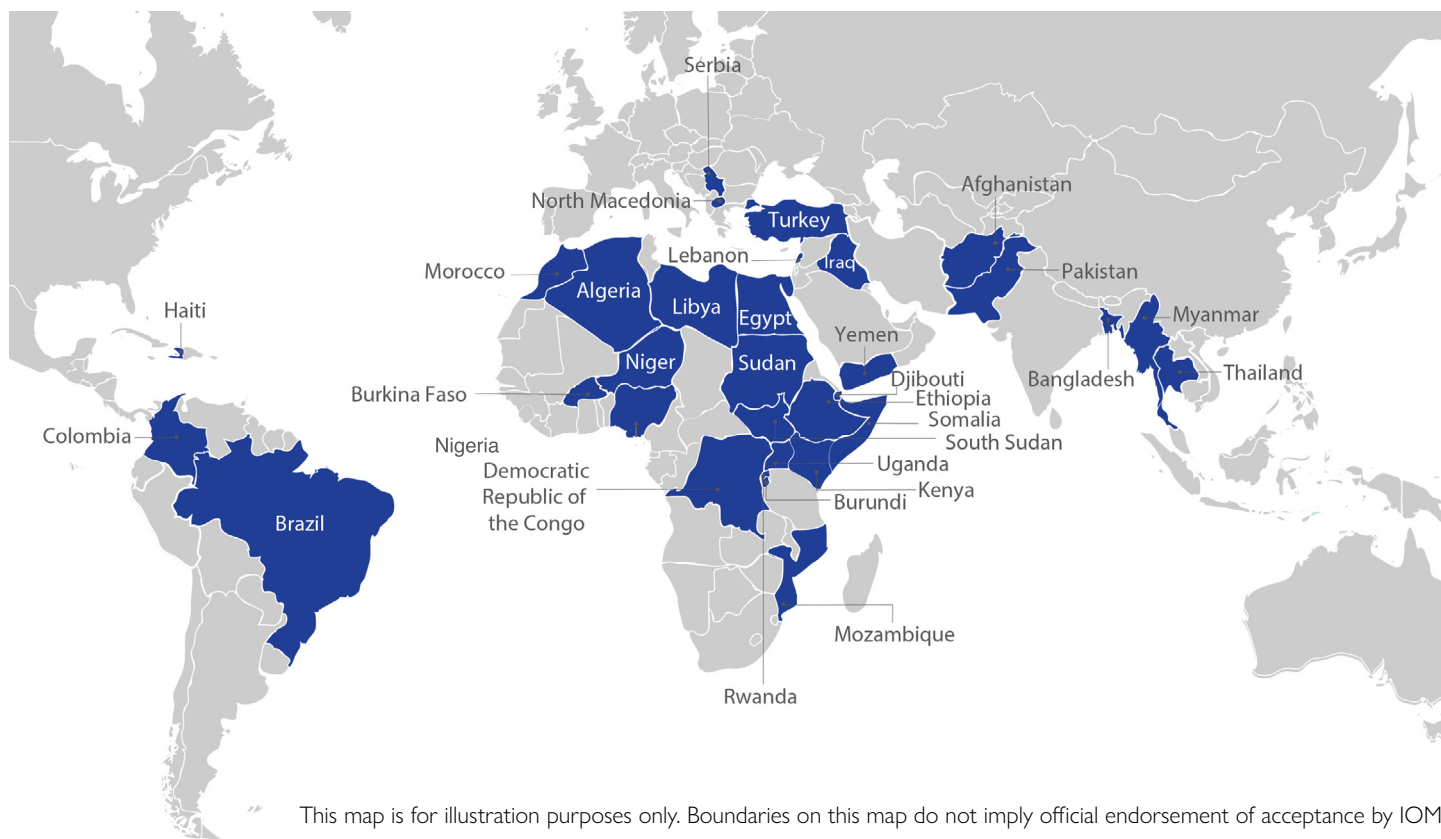 Serbia
Afghanistan
North Macedonia
Turkey
Lebanon
Iraq
Morocco
Pakistan
Algeria
Libya
Egypt
Haiti
Myanmar
Yemen
Niger
Sudan
Bangladesh
Thailand
Djibouti
Burkina Faso
Ethiopia
Somalia
Colombia
Nigeria
South Sudan
Uganda
Democratic
Republic of
the Congo
Kenya
Burundi
Brazil
Mozambique
Rwanda
This map is for illustration purposes only. Boundaries on this map do not imply official endorsement of acceptance by IOM